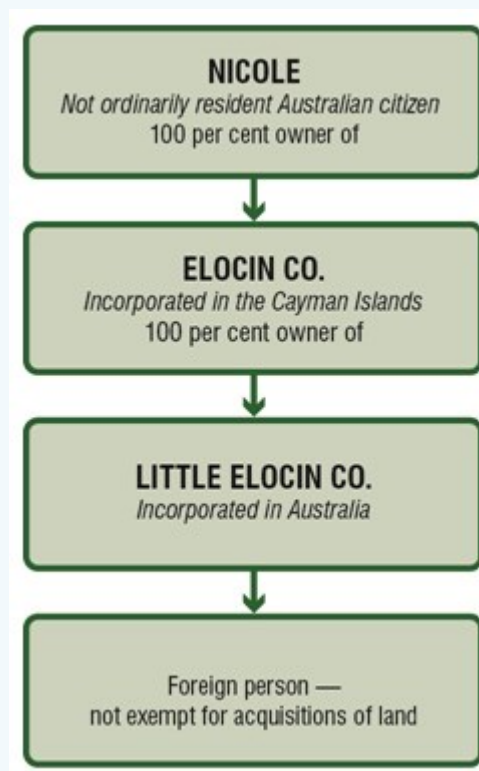 NICOLE
Not ordinarily resident Australian citizen
100 per cent owner of
ELOCIN CO.
Incorporated in the Cayman Islands
100 per cent owner of
LITTLE ELOCIN CO.
Incorporated in Australia
Foreign person —
not exempt for acquisitions of land